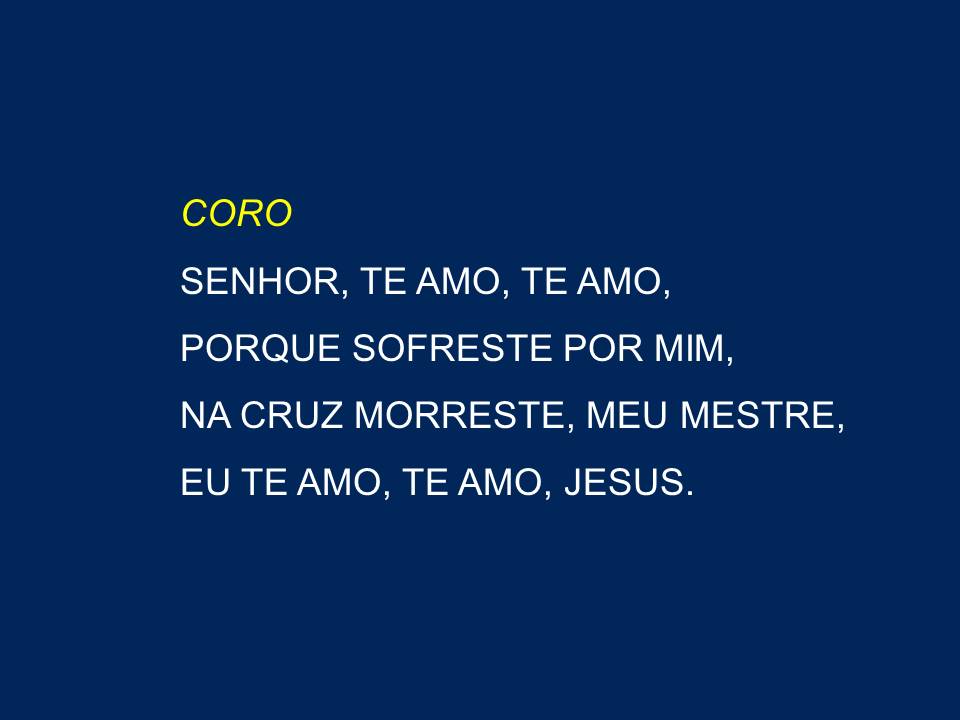 CORO
SENHOR, TE AMO, TE AMO,
PORQUE SOFRESTE POR MIM,
NA CRUZ MORRESTE, MEU MESTRE,
EU TE AMO, TE AMO, JESUS.